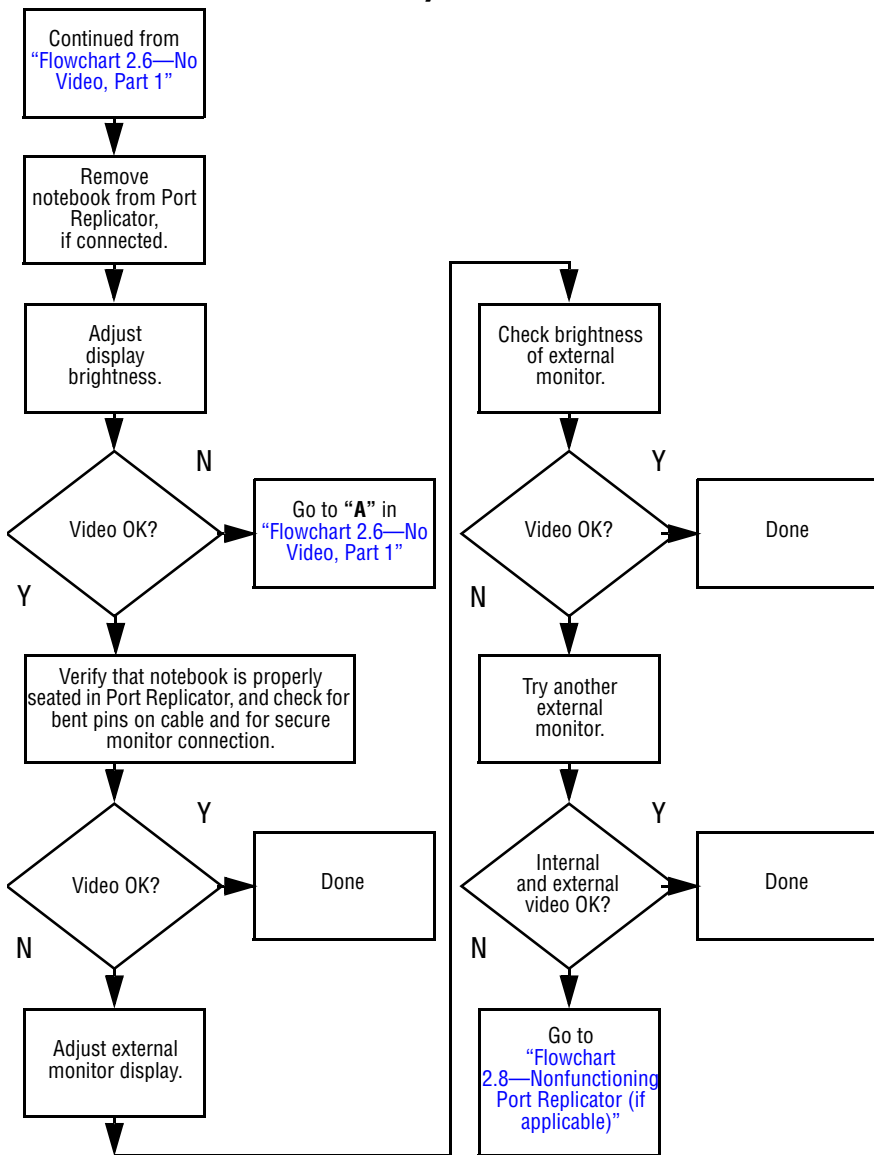 Continued from
“Flowchart 2.6—No
Video, Part 1”
Remove
notebook from Port
Replicator,
if connected.
Adjust
display
brightness.
N
Video OK?
Go to “A” in
“Flowchart 2.6—No
Video, Part 1”
Y
Verify that notebook is properly
seated in Port Replicator, and check for
bent pins on cable and for secure
monitor connection.
Y
Video OK?
Done
N
Adjust external
monitor display.
Check brightness
of external
monitor.
Y
Video OK?
Done
N
Try another
external
monitor.
Y
Internal
and external
video OK?
Done
N
Go to
“Flowchart
2.8—Nonfunctioning
Port Replicator (if
applicable)”